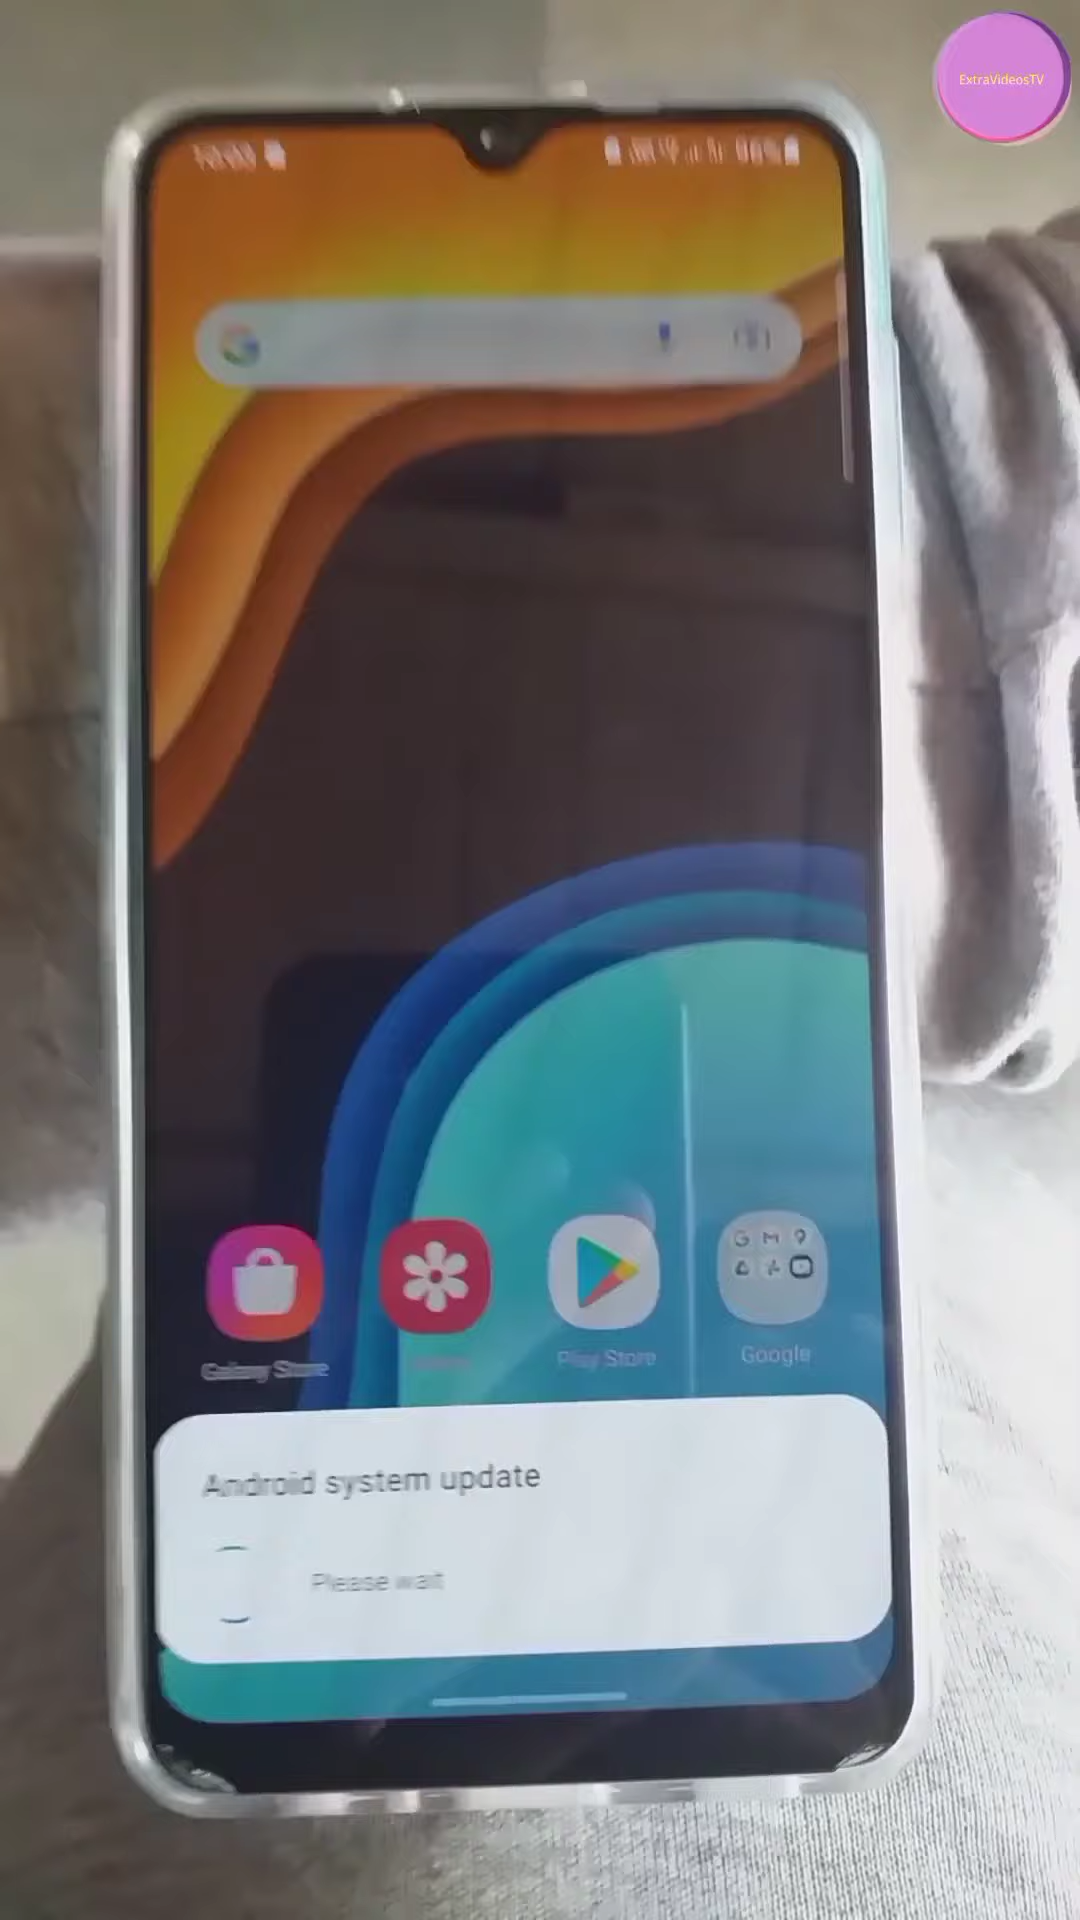 ExtraVideosTV
Galaxy Store
Play Store
Google
Android system update
Please wait